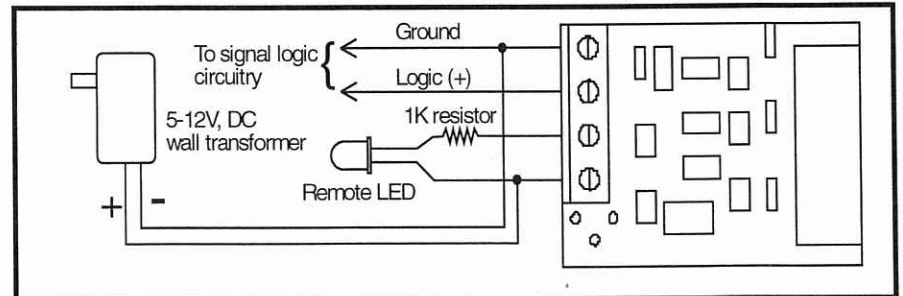 Ground
To signal logic
circuitry
Logic (+)
1K resistor
5-12V, DC
wall transformer
Remote LED
+ -